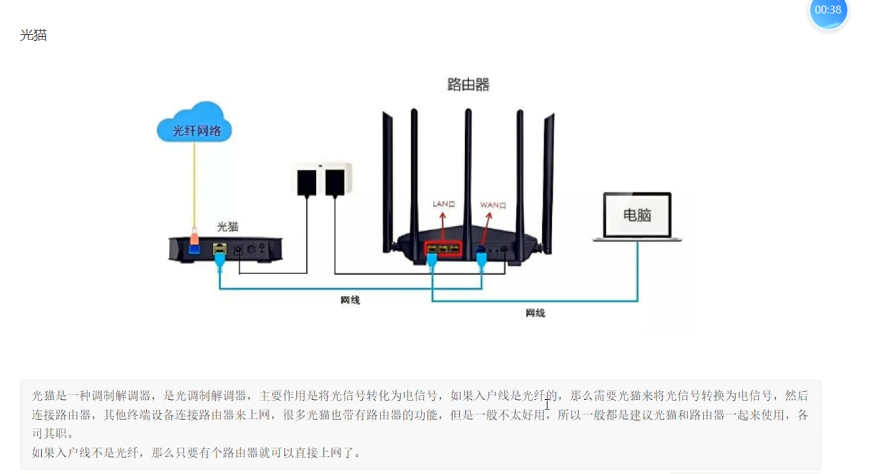 00:38
光猫
路由器
光纤网络
LAN口
WAN口
光猫
电脑
网线
网线
光猫是一种调制解调器，是光调制解调器，主要作用是将光信号转化为电信号，如果入户线是光纤的，那么需要光猫来将光信号转换为电信号，然后
连接路由器，其他终端设备连接路由器来上网，很多光猫也带有路由器的功能，但是一般不太好用，所以一般都是建议光猫和路由器一起来使用，各
司其职。
如果入户线不是光纤，那么只要有个路由器就可以直接上网了。